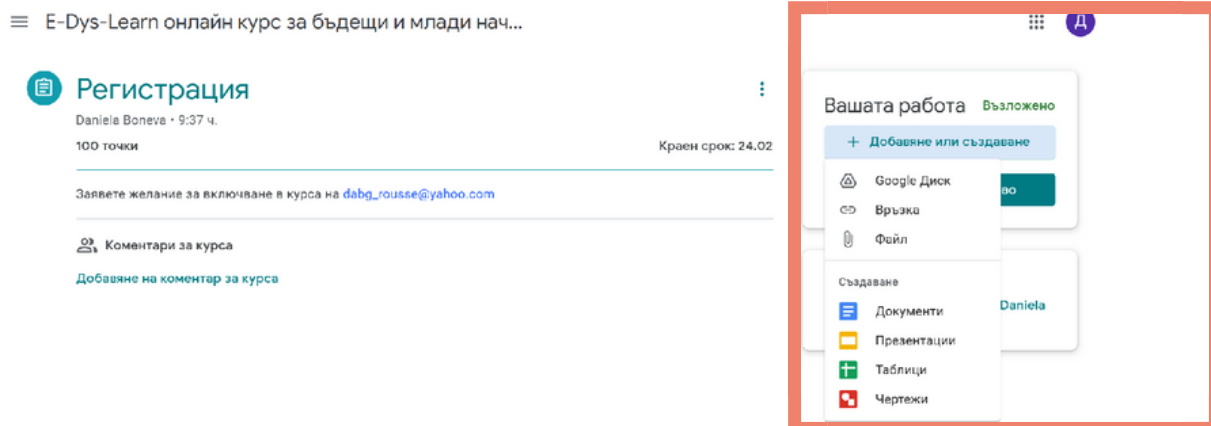 E-Dys-Learn онлайн курс за бъдещи и млади нач...
Д
Регистрация
Daniela Boneva • 9:37 ч.
100 точки
Краен срок: 24.02
Заявете желание за включване в курса на dabg_rousse@yahoo.com
Коментари за курса
Добавяне на коментар за курса
Вашата работа Възложено
+ Добавяне или създаване
Google Диск
во
Връзка
Файл
Създаване
Документи
Daniela
Презентации
Таблици
Чертежи